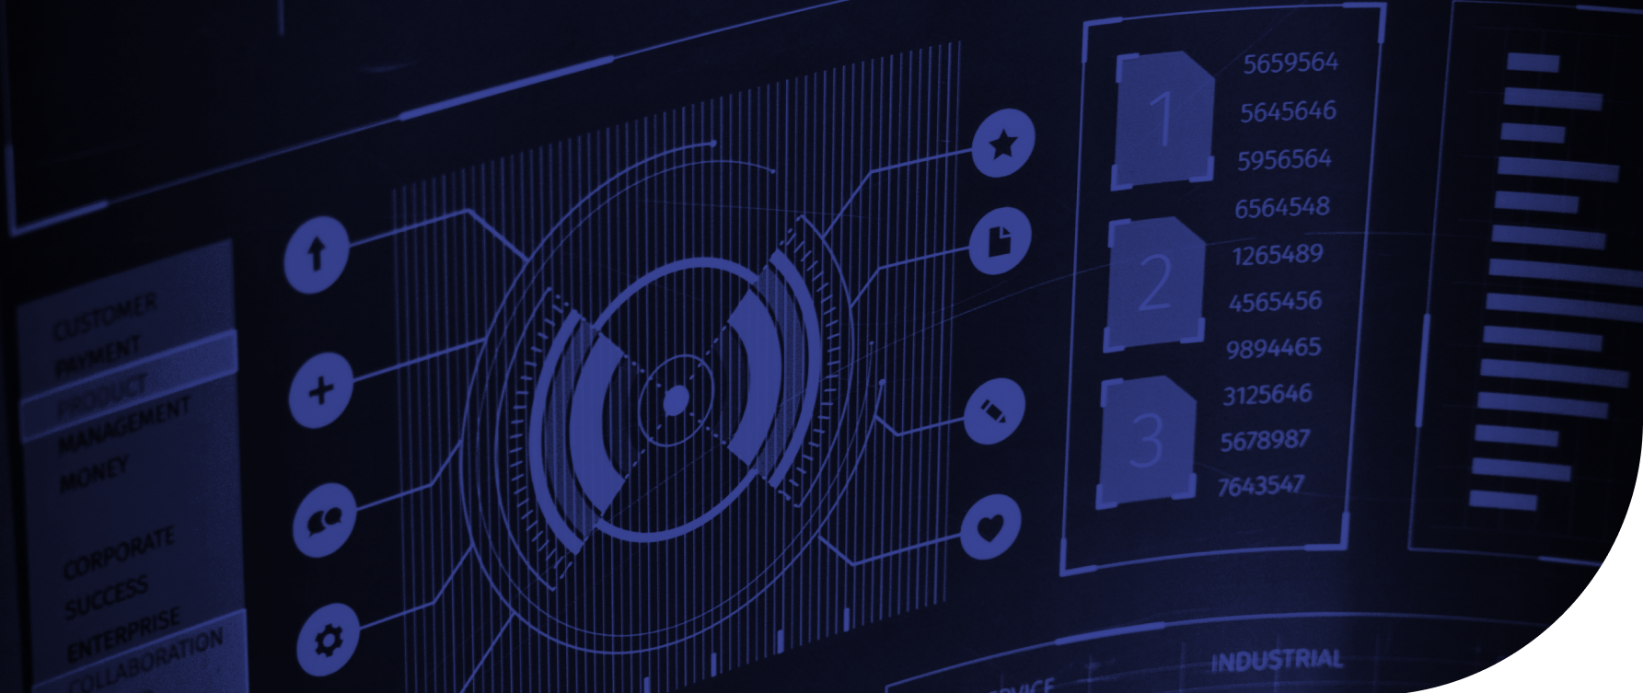 CUSTOMER
PAYMENT
PRODUCT
MANAGEMENT
MONEY
CORPORATE
SUCCESS
ENTERPRISE
COLLABORATION
1
2
3
5659564
5645646
5956564
6564548
1265489
4565456
9894465
3125646
5678987
7643547
INDUSTRIAL